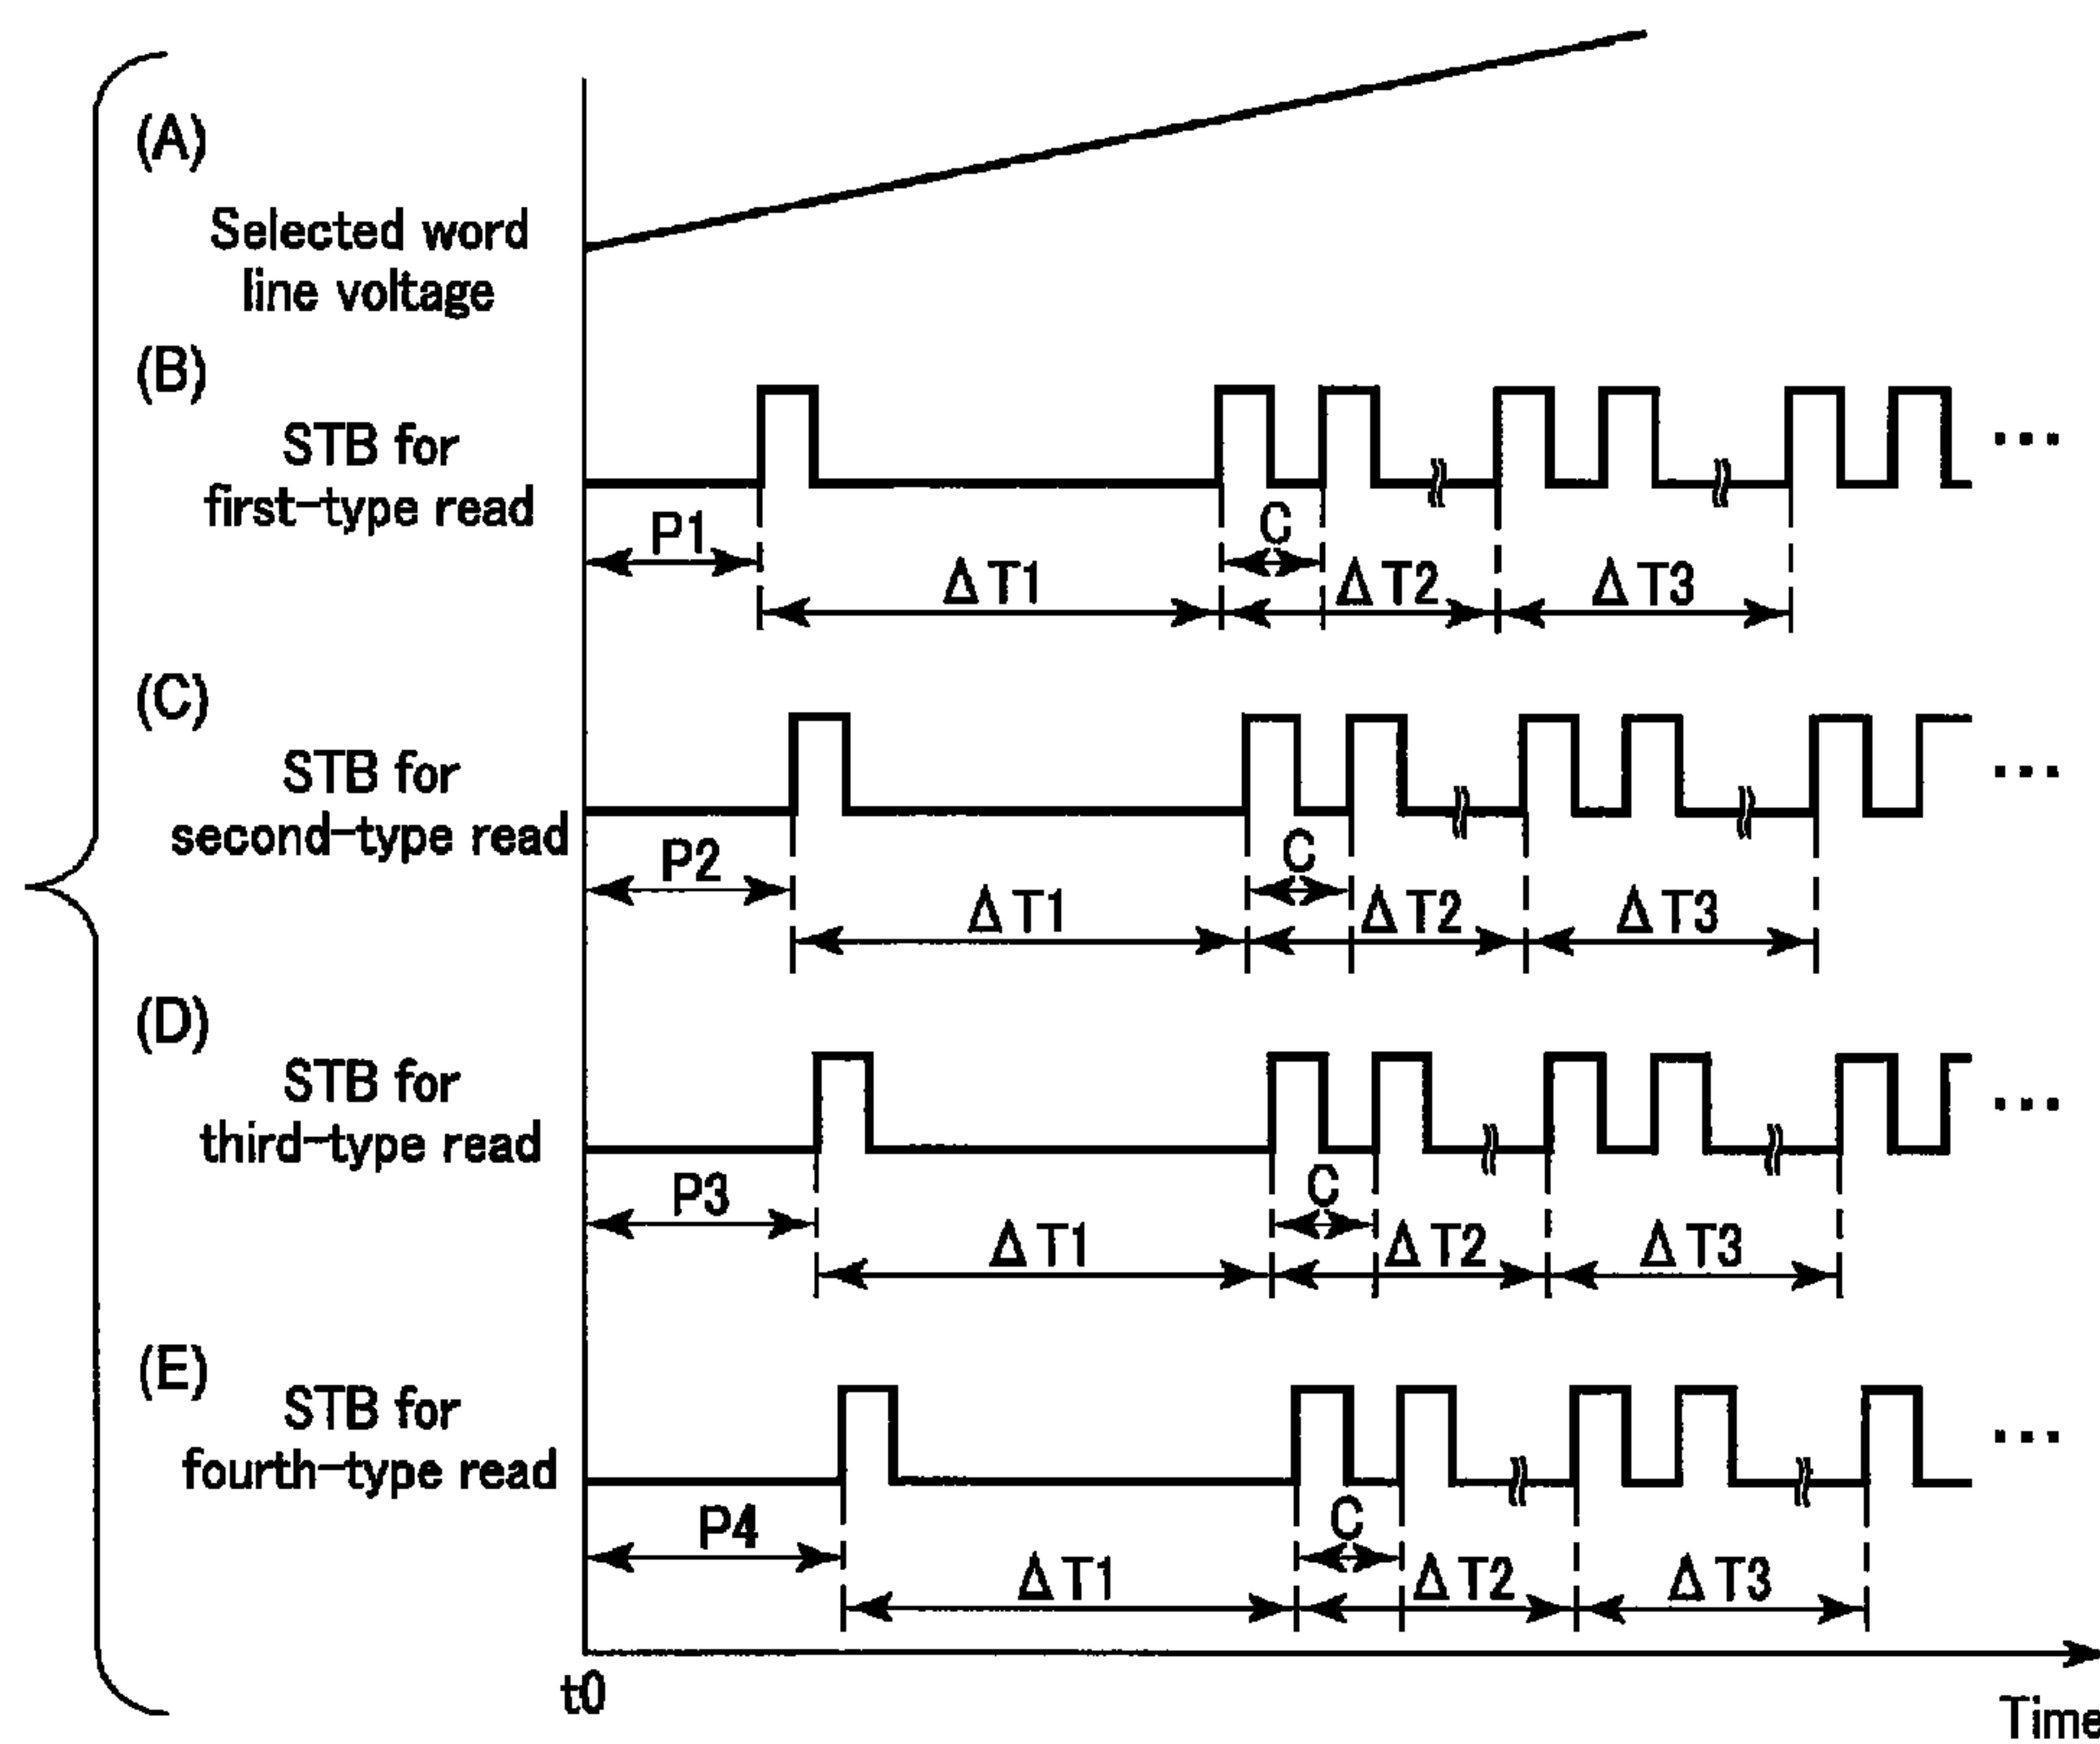 (A)
Selected word
line voltage
(B)
STB for
first-type read
P1
C
ΔT1
ΔT2
ΔT3
...
(C)
STB for
second-type read
P2
C
ΔT1
ΔT2
ΔT3
...
(D)
STB for
third-type read
P3
C
ΔT1
ΔT2
ΔT3
...
(E)
STB for
fourth-type read
P4
C
ΔT1
ΔT2
ΔT3
...
t0
Time